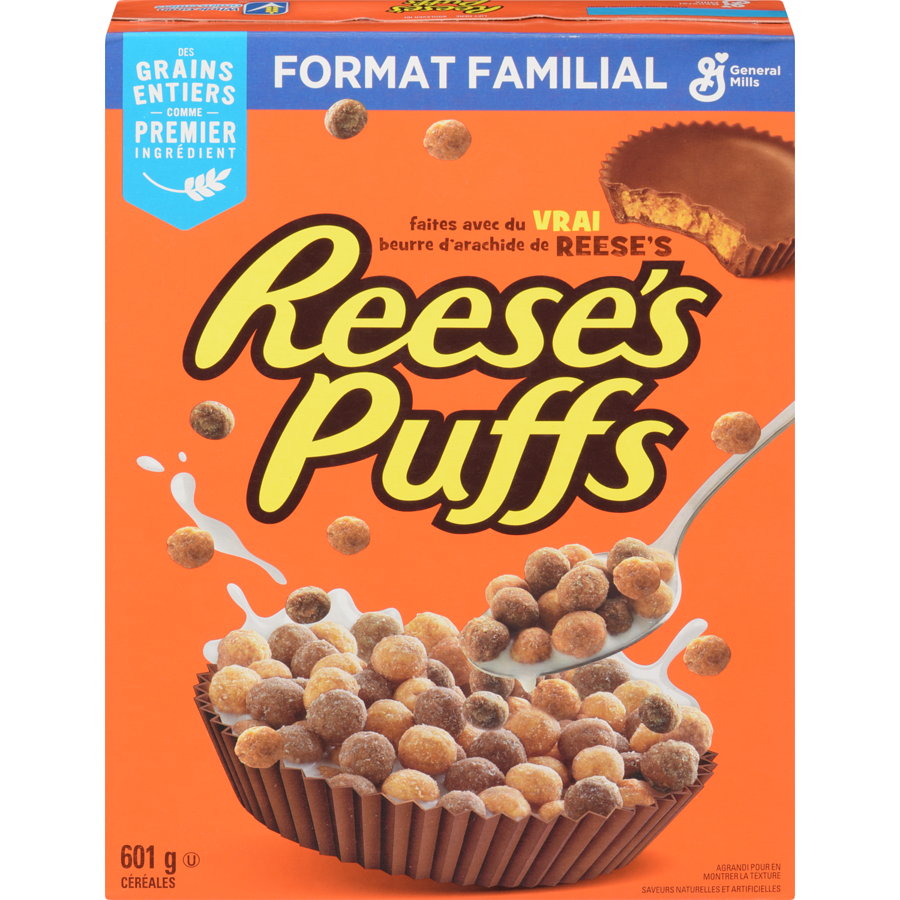 DES
GRAINS
ENTIERS
COMME
PREMIER
INGRÉDIENT
FORMAT FAMILIAL
General
Mills
faites avec du VRAI
beurre d'arachide de REESE'S
Reese's
Puffs
601 g U
CÉRÉALES
AGRANDI POUR EN
MONTRER LA TEXTURE
SAVEURS NATURELLES ET ARTIFICIELLES